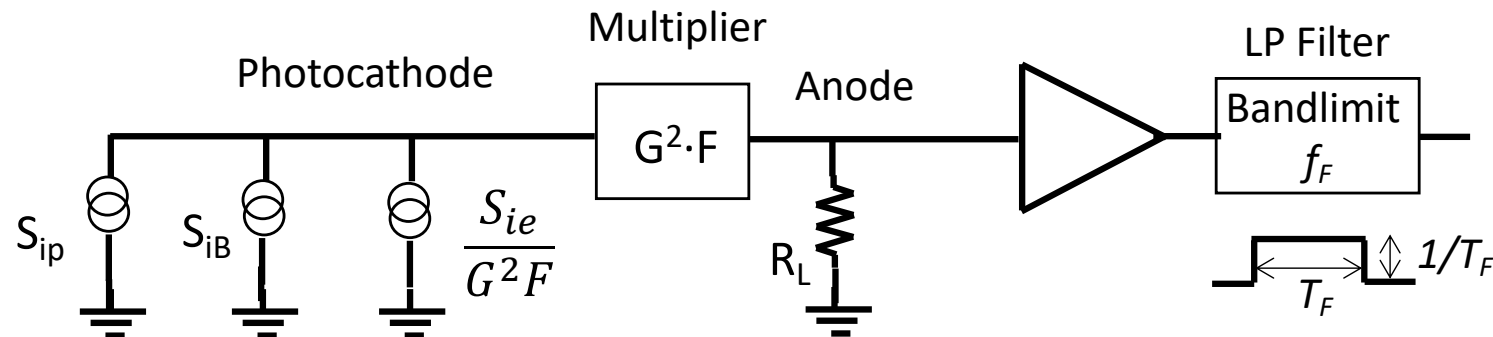 Multiplier
LP Filter
Photocathode
Anode
Bandlimit
f_F
G²·F
S_ip
S_iB
S_ie
G²F
R_L
1/T_F
T_F